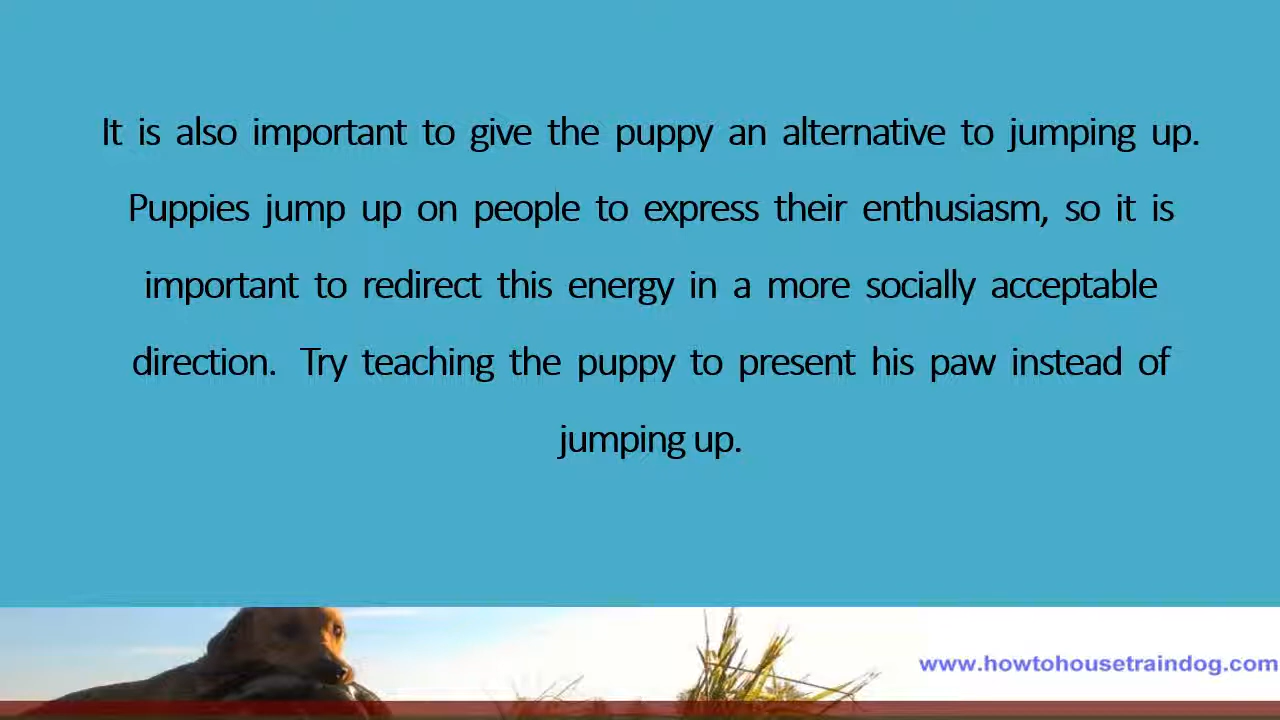 It is also important to give the puppy an alternative to jumping up.
Puppies jump up on people to express their enthusiasm, so it is
important to redirect this energy in a more socially acceptable
direction. Try teaching the puppy to present his paw instead of
jumping up.
www.howtohousetraindog.com